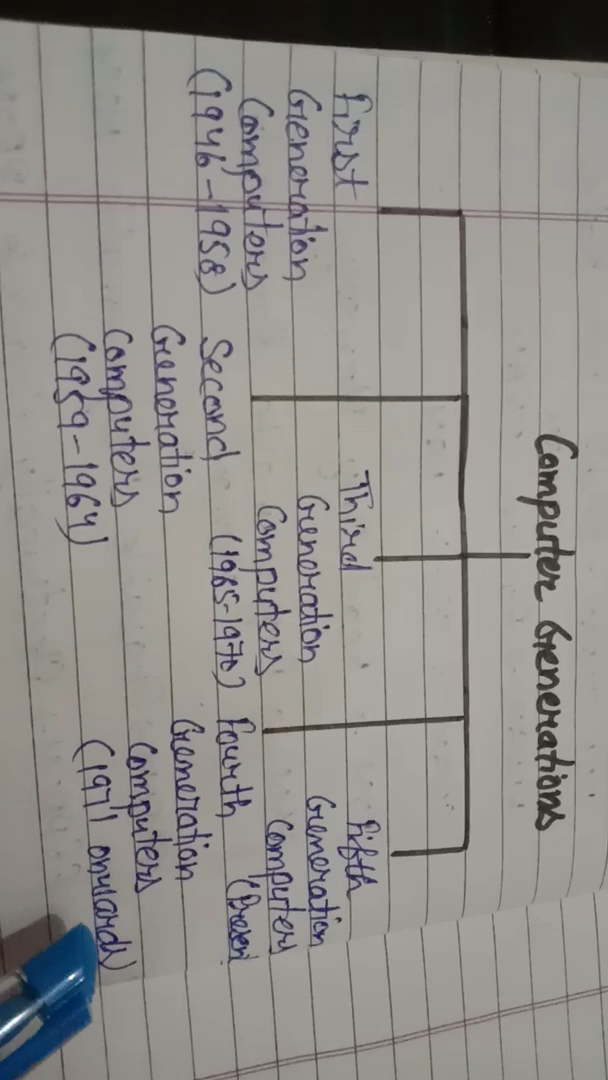 Computer Generations
First
Generation
Computers
(1946-1958)
Second
Generation
Computers
(1959-1964)
Third
Generation
Computers
(1965-1970)
Fourth
Generation
Computers
(1971 onwards)
Fifth
Generation
Computers